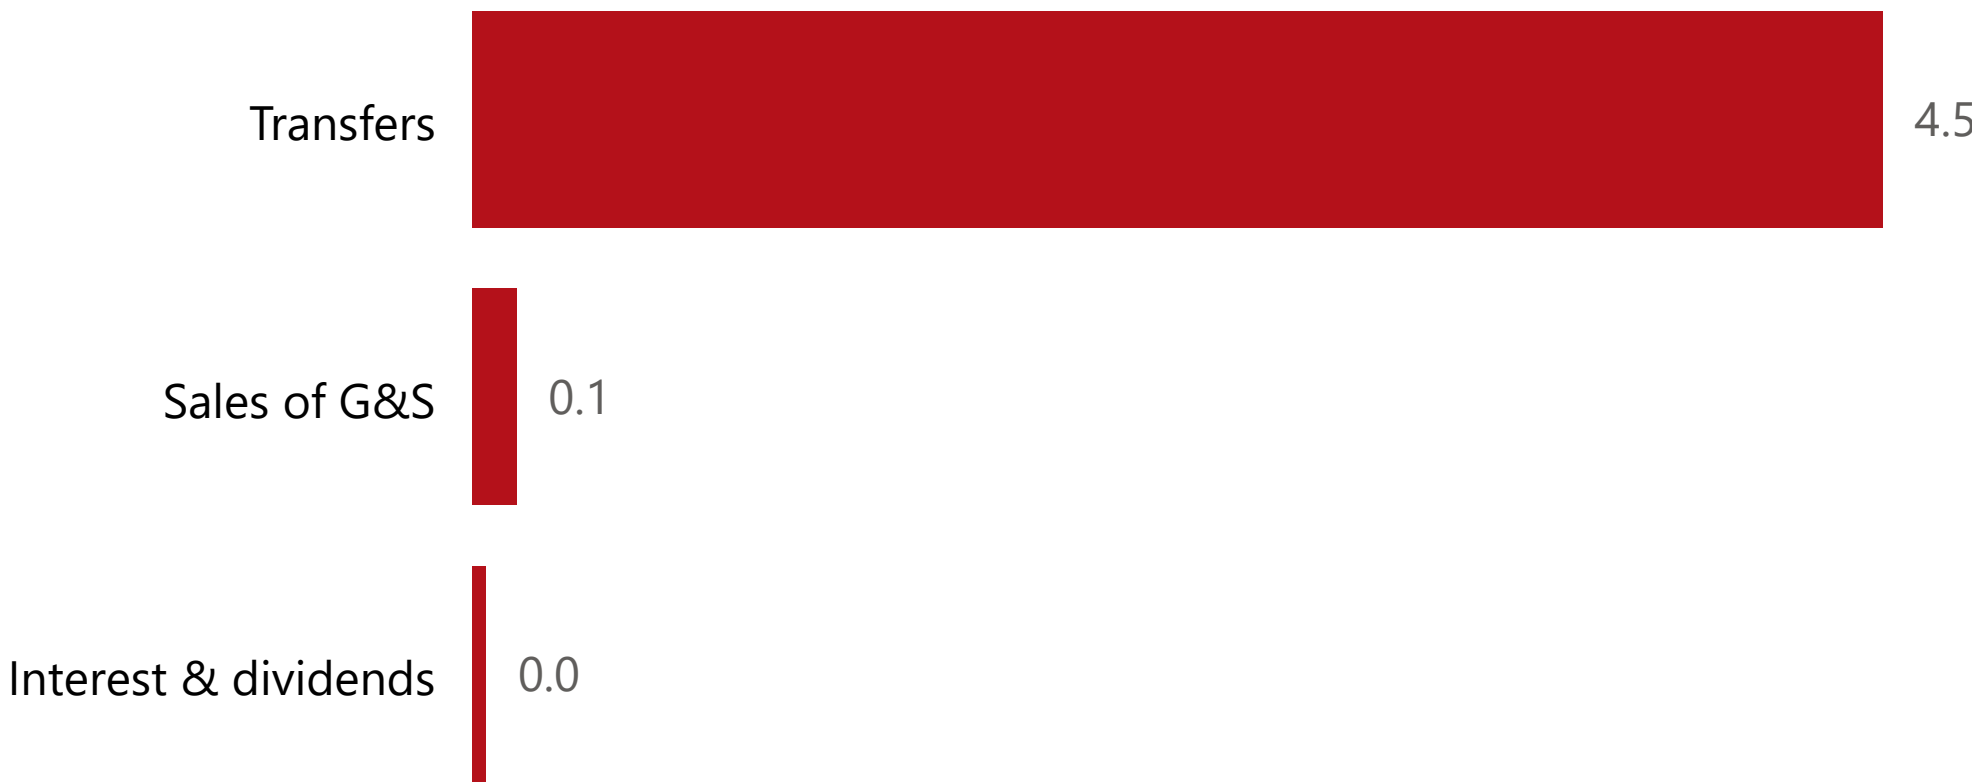 Transfers 4.5
Sales of G&S 0.1
Interest & dividends 0.0